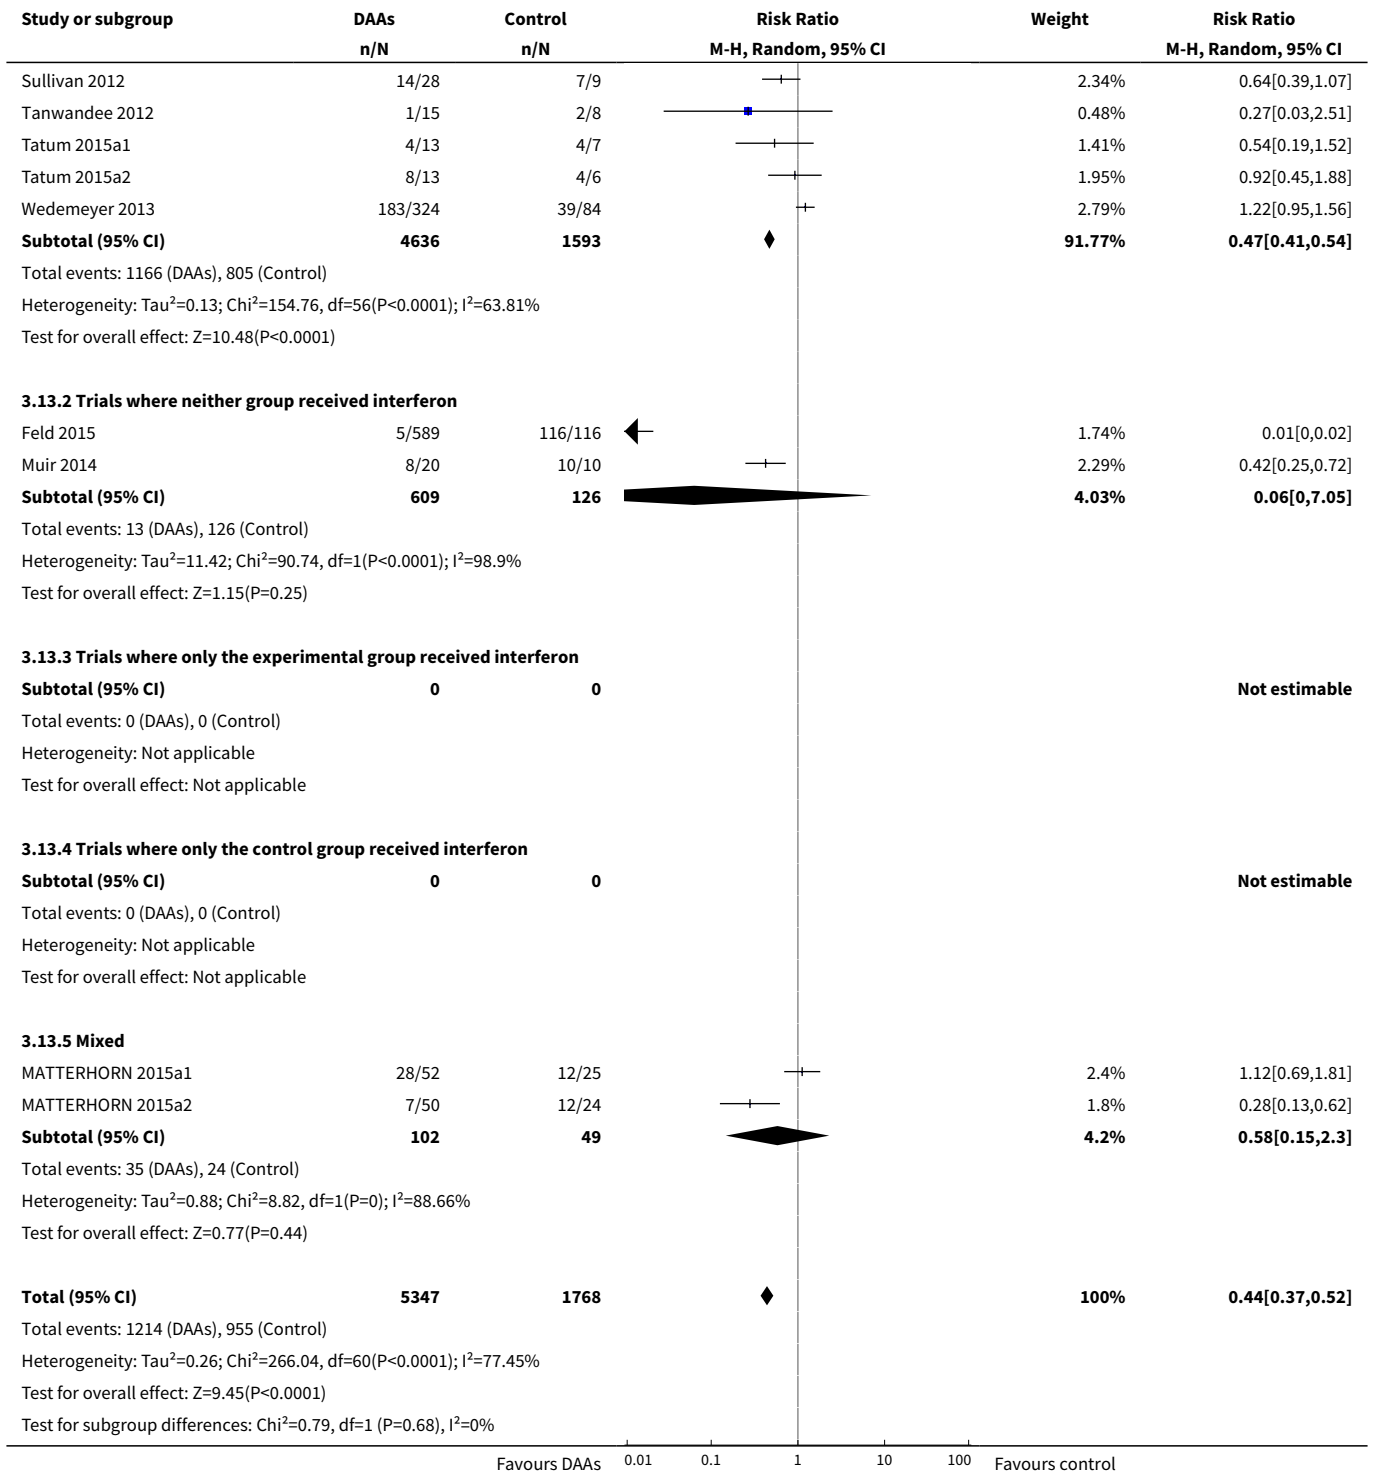 Study or subgroup DAAs Control Risk Ratio Weight Risk Ratio
n/N n/N M-H, Random, 95% CI M-H, Random, 95% CI
Sullivan 2012 14/28 7/9 2.34% 0.64[0.39,1.07]
Tanwandee 2012 1/15 2/8 0.48% 0.27[0.03,2.51]
Tatum 2015a1 4/13 4/7 1.41% 0.54[0.19,1.52]
Tatum 2015a2 8/13 4/6 1.95% 0.92[0.45,1.88]
Wedemeyer 2013 183/324 39/84 2.79% 1.22[0.95,1.56]
Subtotal (95% CI) 4636 1593 91.77% 0.47[0.41,0.54]
Total events: 1166 (DAAs), 805 (Control)
Heterogeneity: Tau²=0.13; Chi²=154.76, df=56(P<0.0001); I²=63.81%
Test for overall effect: Z=10.48(P<0.0001)
3.13.2 Trials where neither group received interferon
Feld 2015 5/589 116/116 1.74% 0.01[0,0.02]
Muir 2014 8/20 10/10 2.29% 0.42[0.25,0.72]
Subtotal (95% CI) 609 126 4.03% 0.06[0,7.05]
Total events: 13 (DAAs), 126 (Control)
Heterogeneity: Tau²=11.42; Chi²=90.74, df=1(P<0.0001); I²=98.9%
Test for overall effect: Z=1.15(P=0.25)
3.13.3 Trials where only the experimental group received interferon
Subtotal (95% CI) 0 0 Not estimable
Total events: 0 (DAAs), 0 (Control)
Heterogeneity: Not applicable
Test for overall effect: Not applicable
3.13.4 Trials where only the control group received interferon
Subtotal (95% CI) 0 0 Not estimable
Total events: 0 (DAAs), 0 (Control)
Heterogeneity: Not applicable
Test for overall effect: Not applicable
3.13.5 Mixed
MATTERHORN 2015a1 28/52 12/25 2.4% 1.12[0.69,1.81]
MATTERHORN 2015a2 7/50 12/24 1.8% 0.28[0.13,0.62]
Subtotal (95% CI) 102 49 4.2% 0.58[0.15,2.3]
Total events: 35 (DAAs), 24 (Control)
Heterogeneity: Tau²=0.88; Chi²=8.82, df=1(P=0); I²=88.66%
Test for overall effect: Z=0.77(P=0.44)
Total (95% CI) 5347 1768 100% 0.44[0.37,0.52]
Total events: 1214 (DAAs), 955 (Control)
Heterogeneity: Tau²=0.26; Chi²=266.04, df=60(P<0.0001); I²=77.45%
Test for overall effect: Z=9.45(P<0.0001)
Test for subgroup differences: Chi²=0.79, df=1 (P=0.68), I²=0%
Favours DAAs 0.01 0.1 1 10 100 Favours control